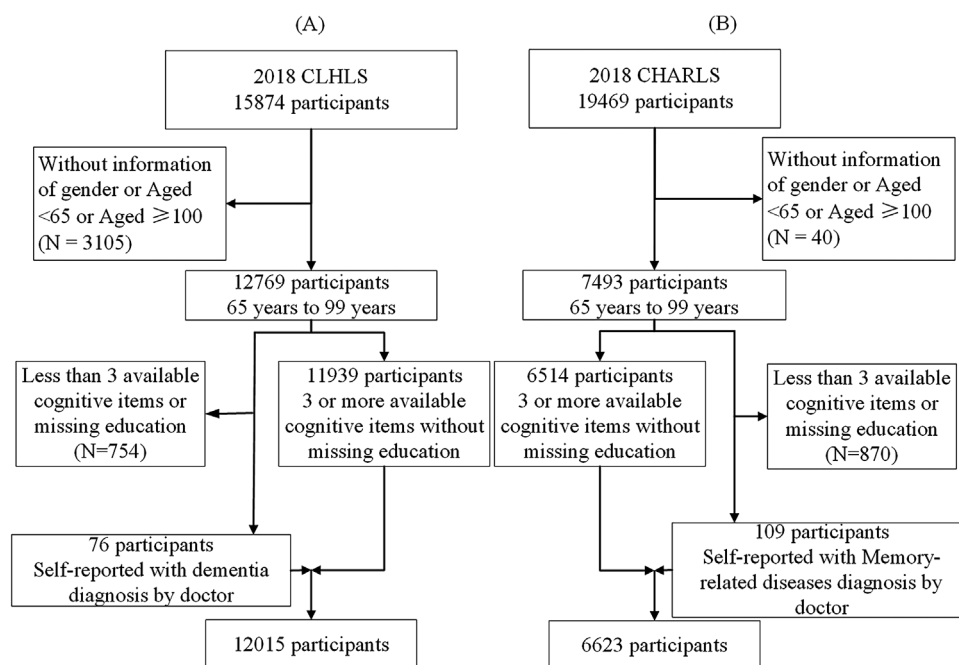 (A)
2018 CLHLS
15874 participants
Without information
of gender or Aged
<65 or Aged ≥100
(N = 3105)
12769 participants
65 years to 99 years
Less than 3 available
cognitive items or
missing education
(N=754)
11939 participants
3 or more available
cognitive items without
missing education
76 participants
Self-reported with dementia
diagnosis by doctor
12015 participants
(B)
2018 CHARLS
19469 participants
Without information
of gender or Aged
<65 or Aged ≥100
(N = 40)
7493 participants
65 years to 99 years
6514 participants
3 or more available
cognitive items without
missing education
Less than 3 available
cognitive items or
missing education
(N=870)
109 participants
Self-reported with Memory-
related diseases diagnosis by
doctor
6623 participants